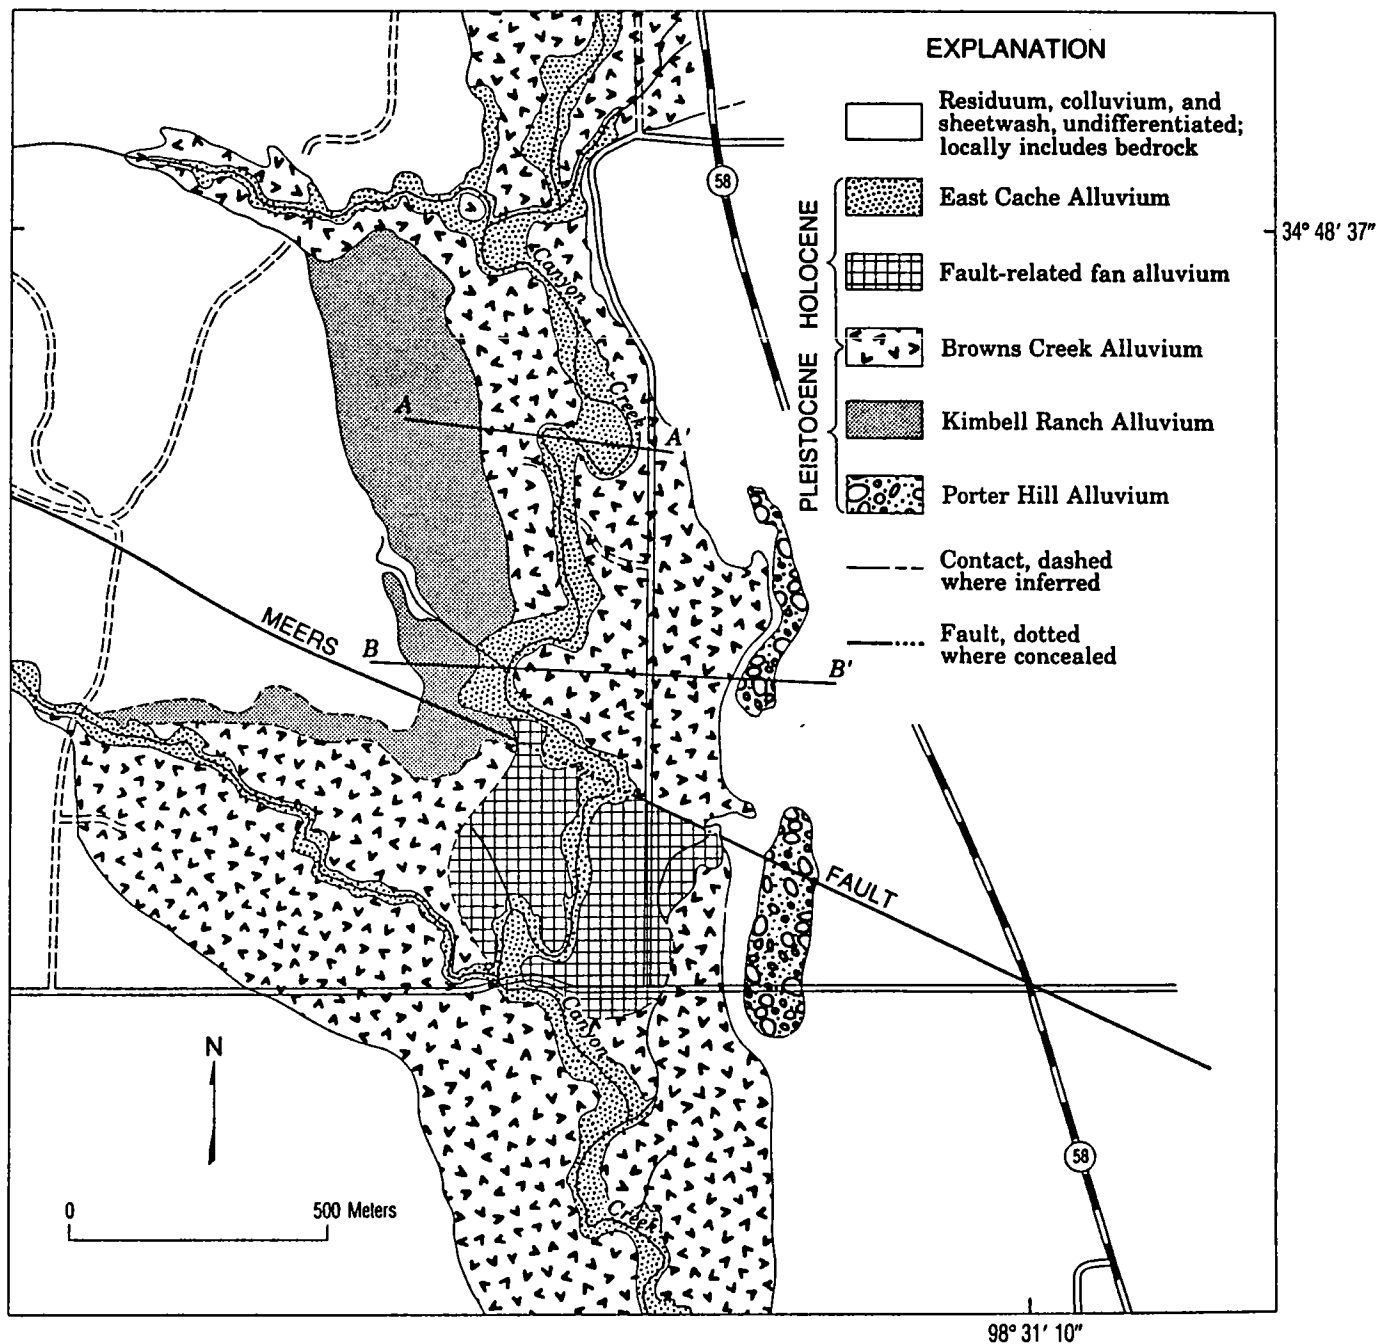 EXPLANATION
Residuum, colluvium, and
sheetwash, undifferentiated;
locally includes bedrock
58
East Cache Alluvium
34° 48' 37"
Fault-related fan alluvium
HOLOCENE
PLEISTOCENE
Browns Creek Alluvium
Kimbell Ranch Alluvium
Porter Hill Alluvium
Contact, dashed
where inferred
Fault, dotted
where concealed
Canyon
Creek
A
A'
MEERS
B
B'
FAULT
Canyon
N
58
Creek
0
500 Meters
98° 31' 10"